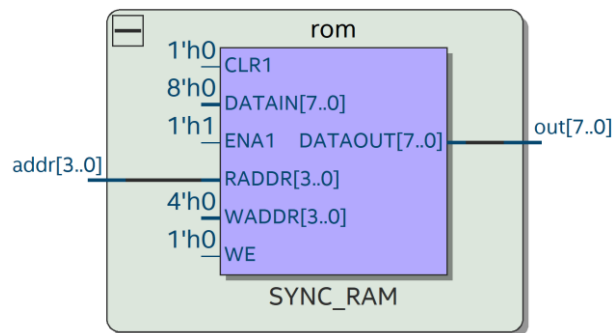 rom
1'h0
CLR1
8'h0
DATAIN[7..0]
1'h1
ENA1 DATAOUT[7..0]
out[7..0]
addr[3..0]
RADDR[3..0]
4'h0
WADDR[3..0]
1'h0
WE
SYNC_RAM